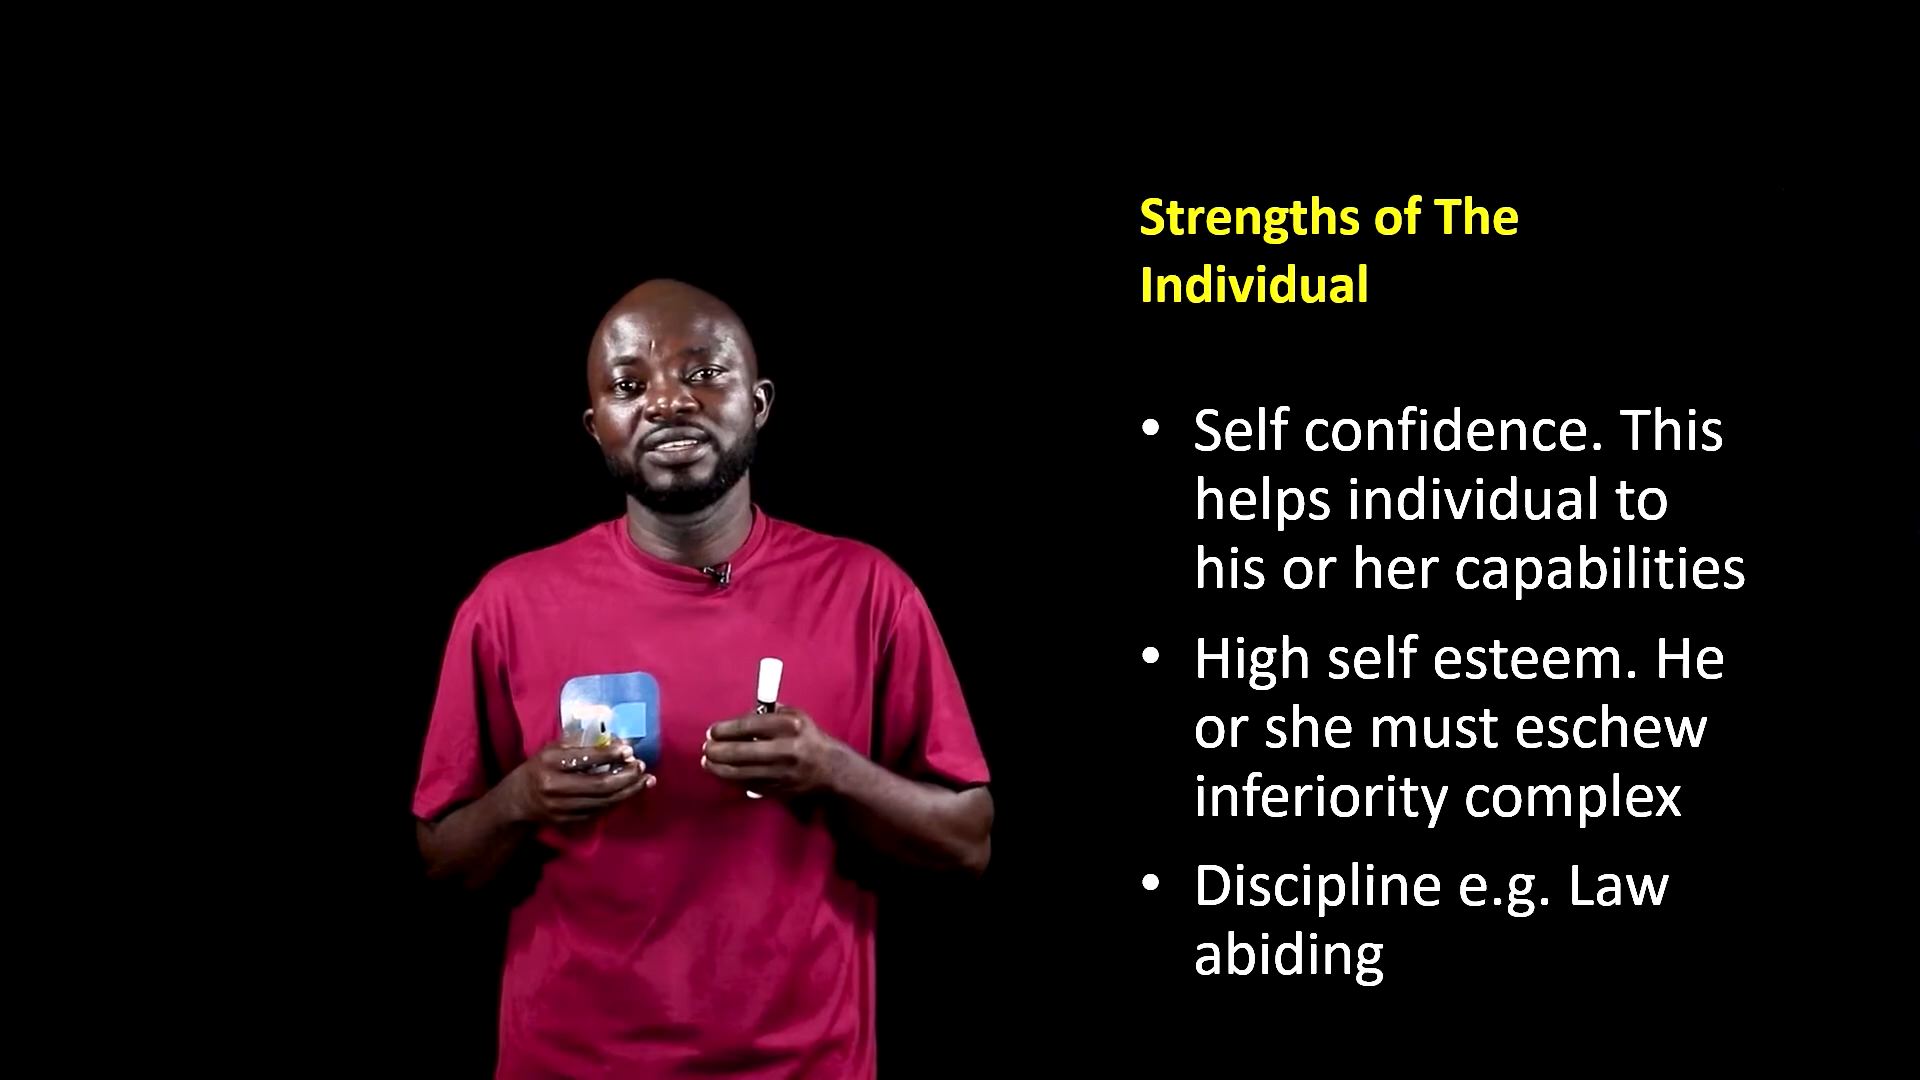 Strengths of The
Individual
• Self confidence. This
helps individual to
his or her capabilities
• High self esteem. He
or she must eschew
inferiority complex
• Discipline e.g. Law
abiding